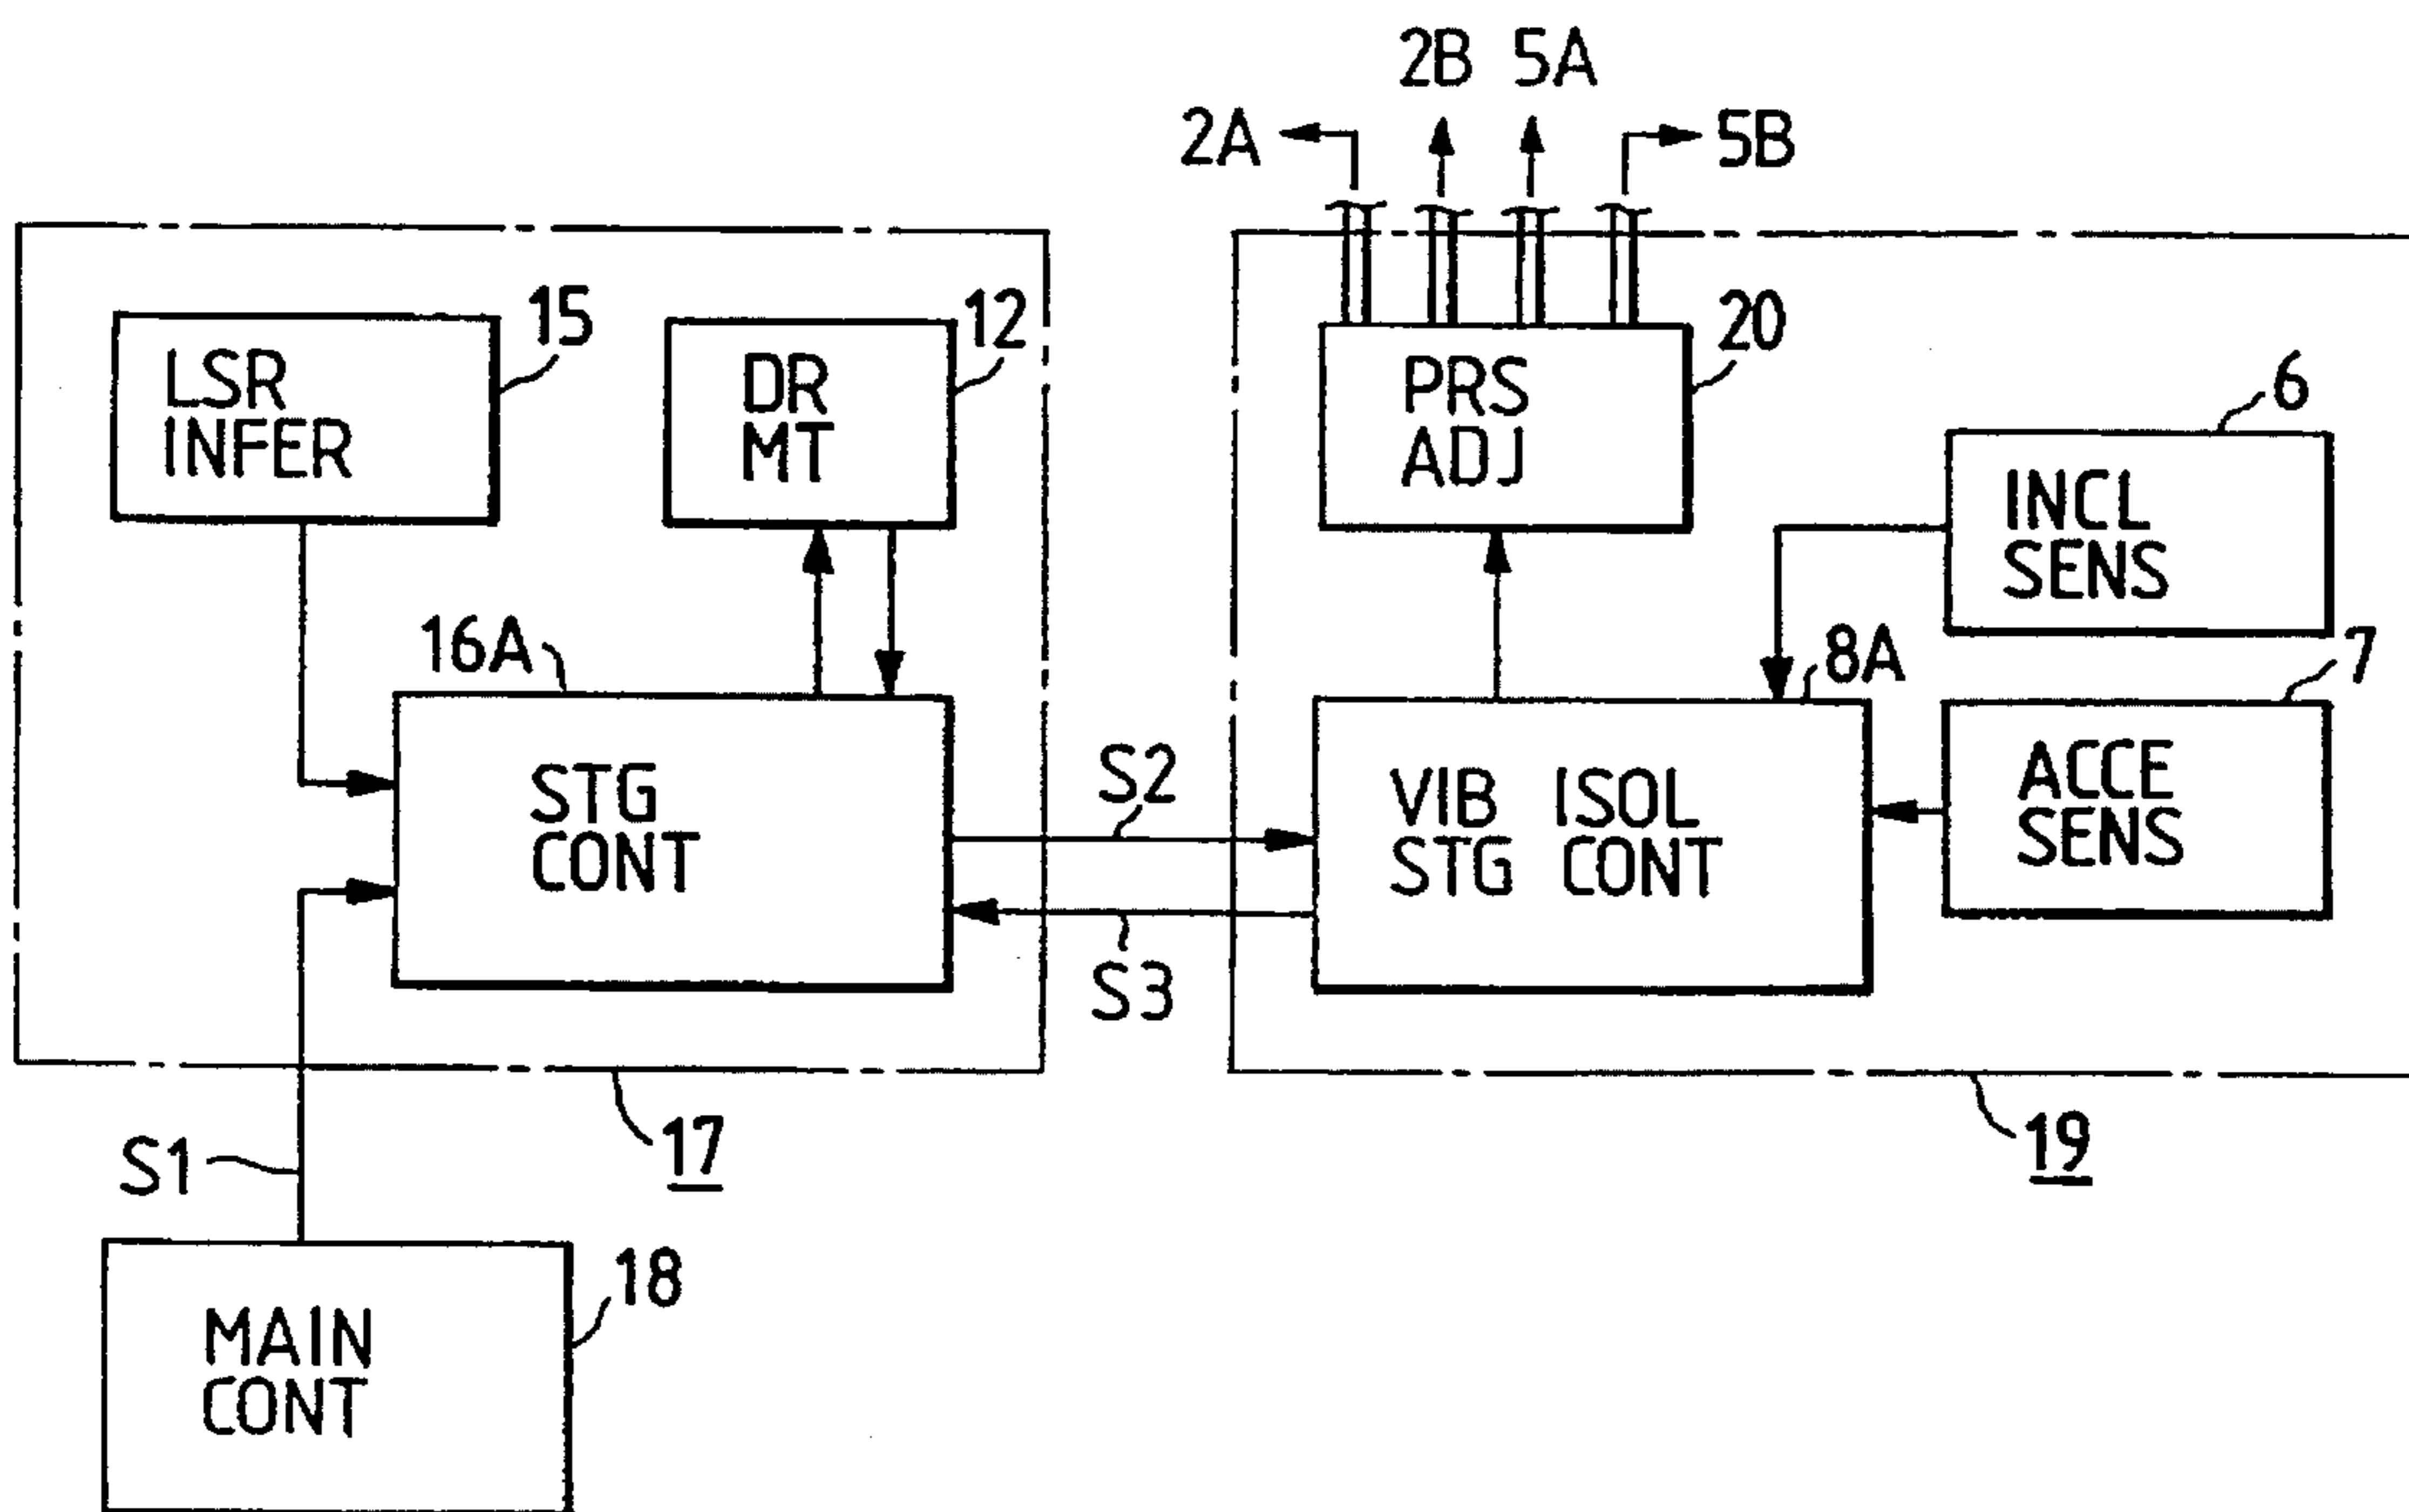 2B 5A
2A
5B
15
12
20
LSR
INFER
DR
MT
PRS
ADJ
6
INCL
SENS
16A
8A
7
STG
CONT
S2
VIB ISOL
STG CONT
ACCE
SENS
S3
S1
17
19
18
MAIN
CONT